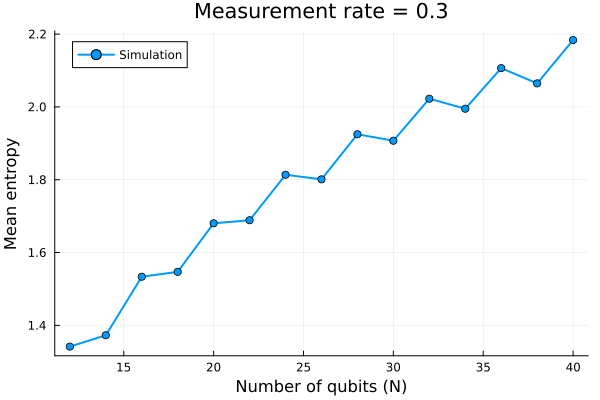 Measurement rate = 0.3
Simulation
Mean entropy
2.2
2.0
1.8
1.6
1.4
15 20 25 30 35 40
Number of qubits (N)